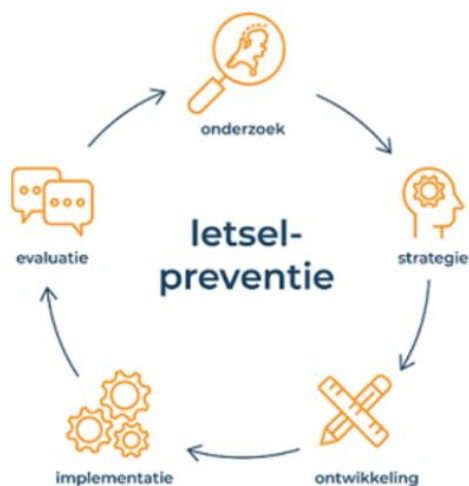 onderzoek
strategie
ontwikkeling
implementatie
evaluatie
letsel-
preventie